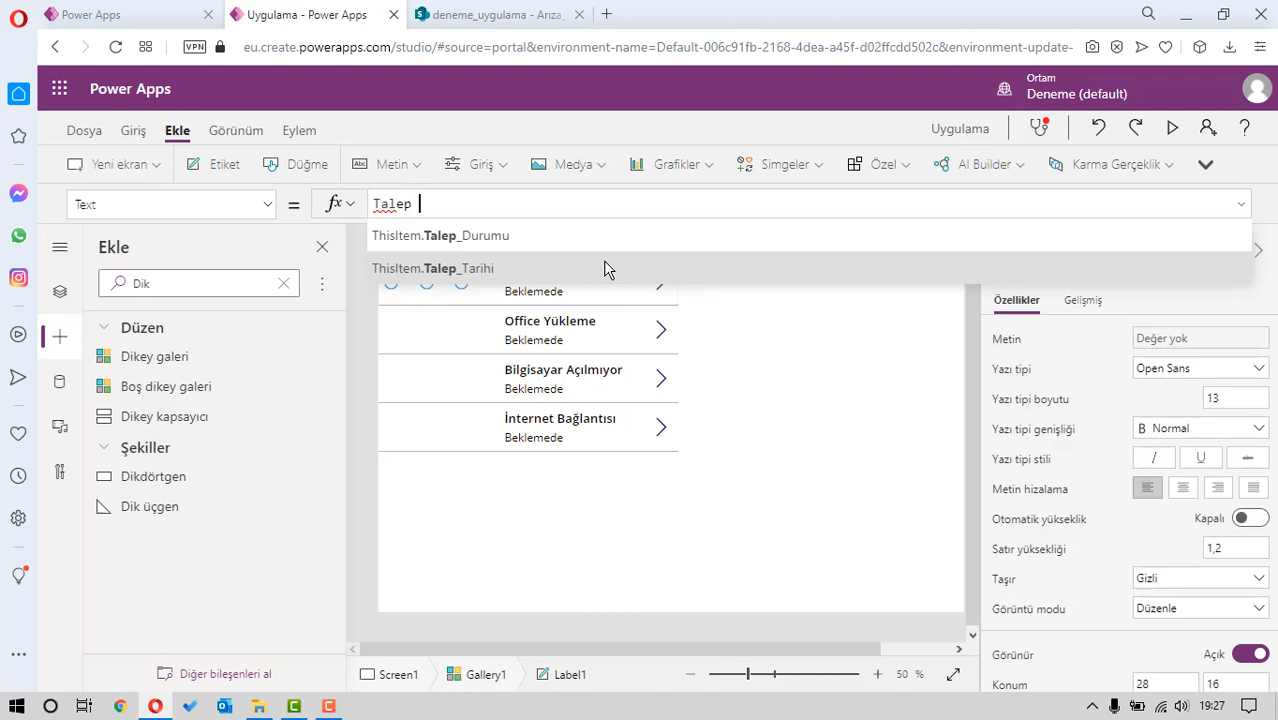 Power Apps
Uygulama - Power Apps
deneme_uygulama - Arıza_
VPN
eu.create.powerapps.com/studio/#source=portal&environment-name=Default-006c91fb-2168-4dea-a45f-d02ffcdd502c&environment-update-
Power Apps
Ortam
Deneme (default)
Dosya
Giriş
Ekle
Görünüm
Eylem
Uygulama
Yeni ekran
Etiket
Düğme
Metin
Giriş
Medya
Grafikler
Simgeler
Özel
AI Builder
Karma Gerçeklik
Text
=
fx
Talep
ThisItem.Talep_Durumu
ThisItem.Talep_Tarihi
Ekle
Dik
Düzen
Dikey galeri
Boş dikey galeri
Dikey kapsayıcı
Şekiller
Dikdörtgen
Dik üçgen
Diğer bileşenleri al
Beklemede
Office Yükleme
Beklemede
Bilgisayar Açılmıyor
Beklemede
İnternet Bağlantısı
Beklemede
Özellikler
Gelişmiş
Metin
Değer yok
Yazı tipi
Open Sans
Yazı tipi boyutu
13
Yazı tipi genişliği
B Normal
Yazı tipi stili
Metin hizalama
Otomatik yükseklik
Kapalı
Satır yüksekliği
1,2
Taşır
Gizli
Görüntü modu
Düzenle
Görünür
Açık
Konum
28
16
Screen1
Gallery1
Label1
50 %
19:27